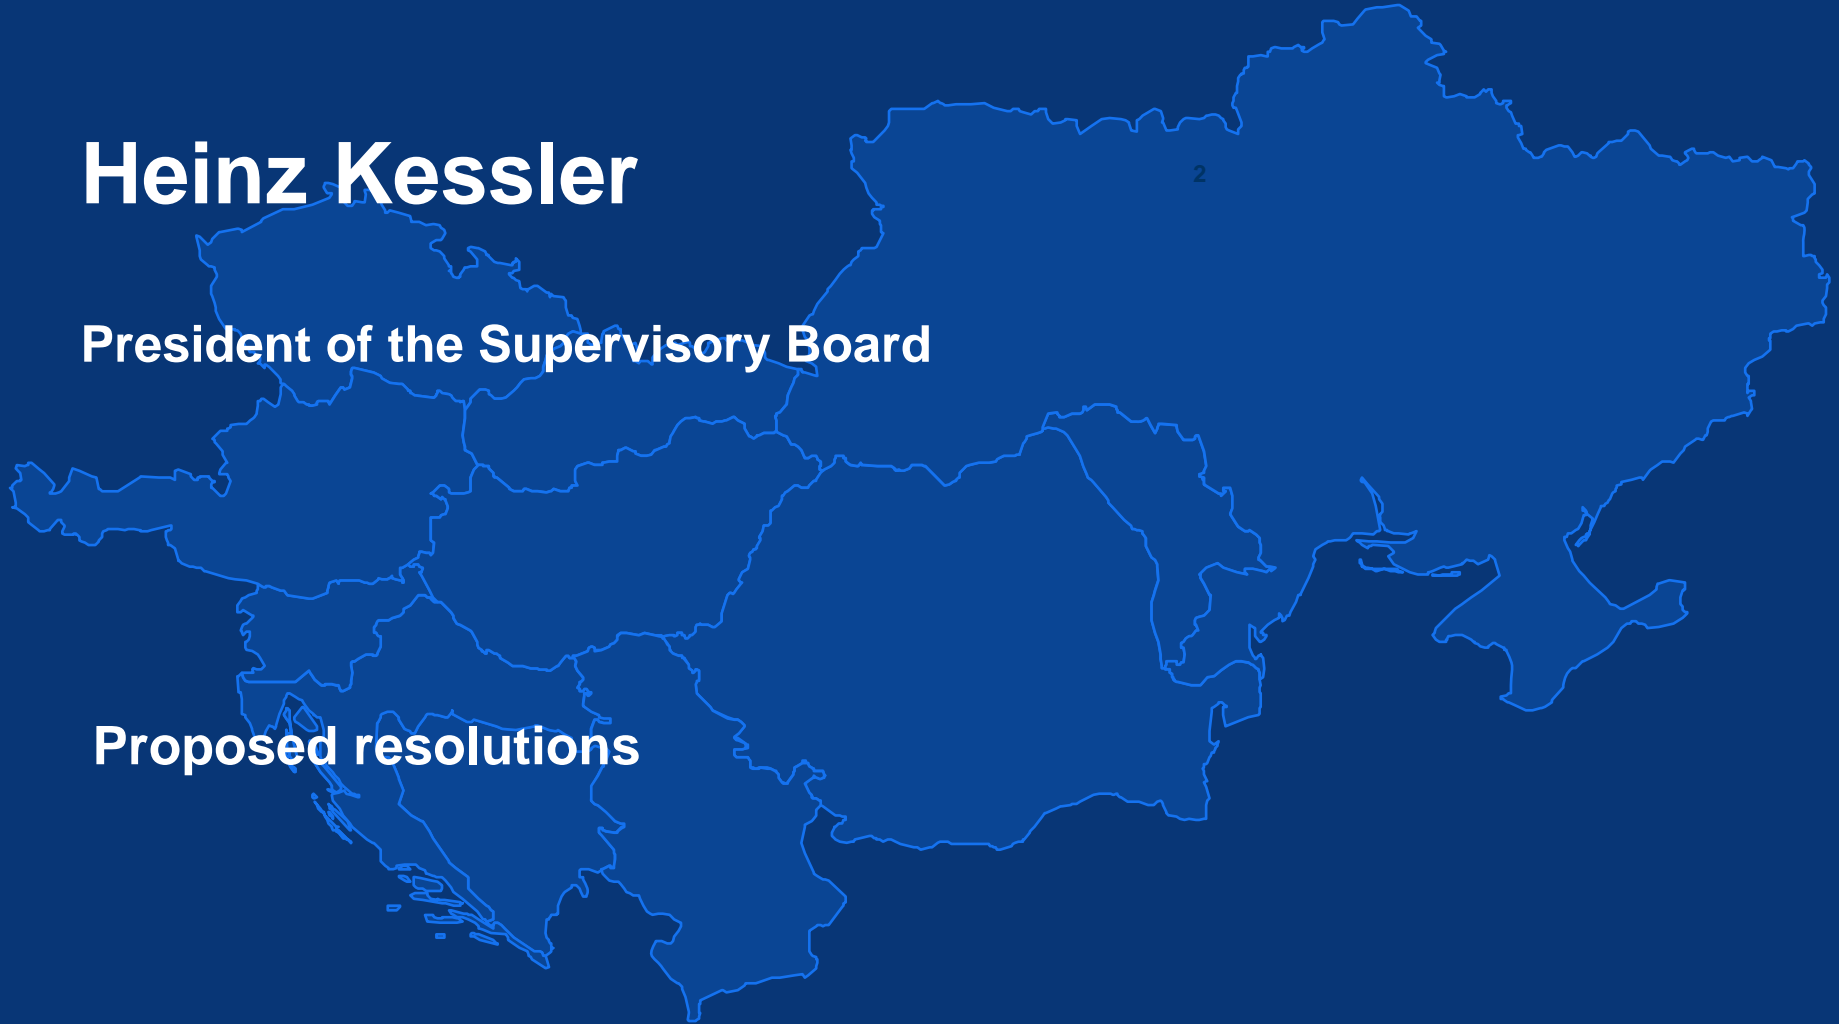 Heinz Kessler
2
President of the Supervisory Board
Proposed resolutions